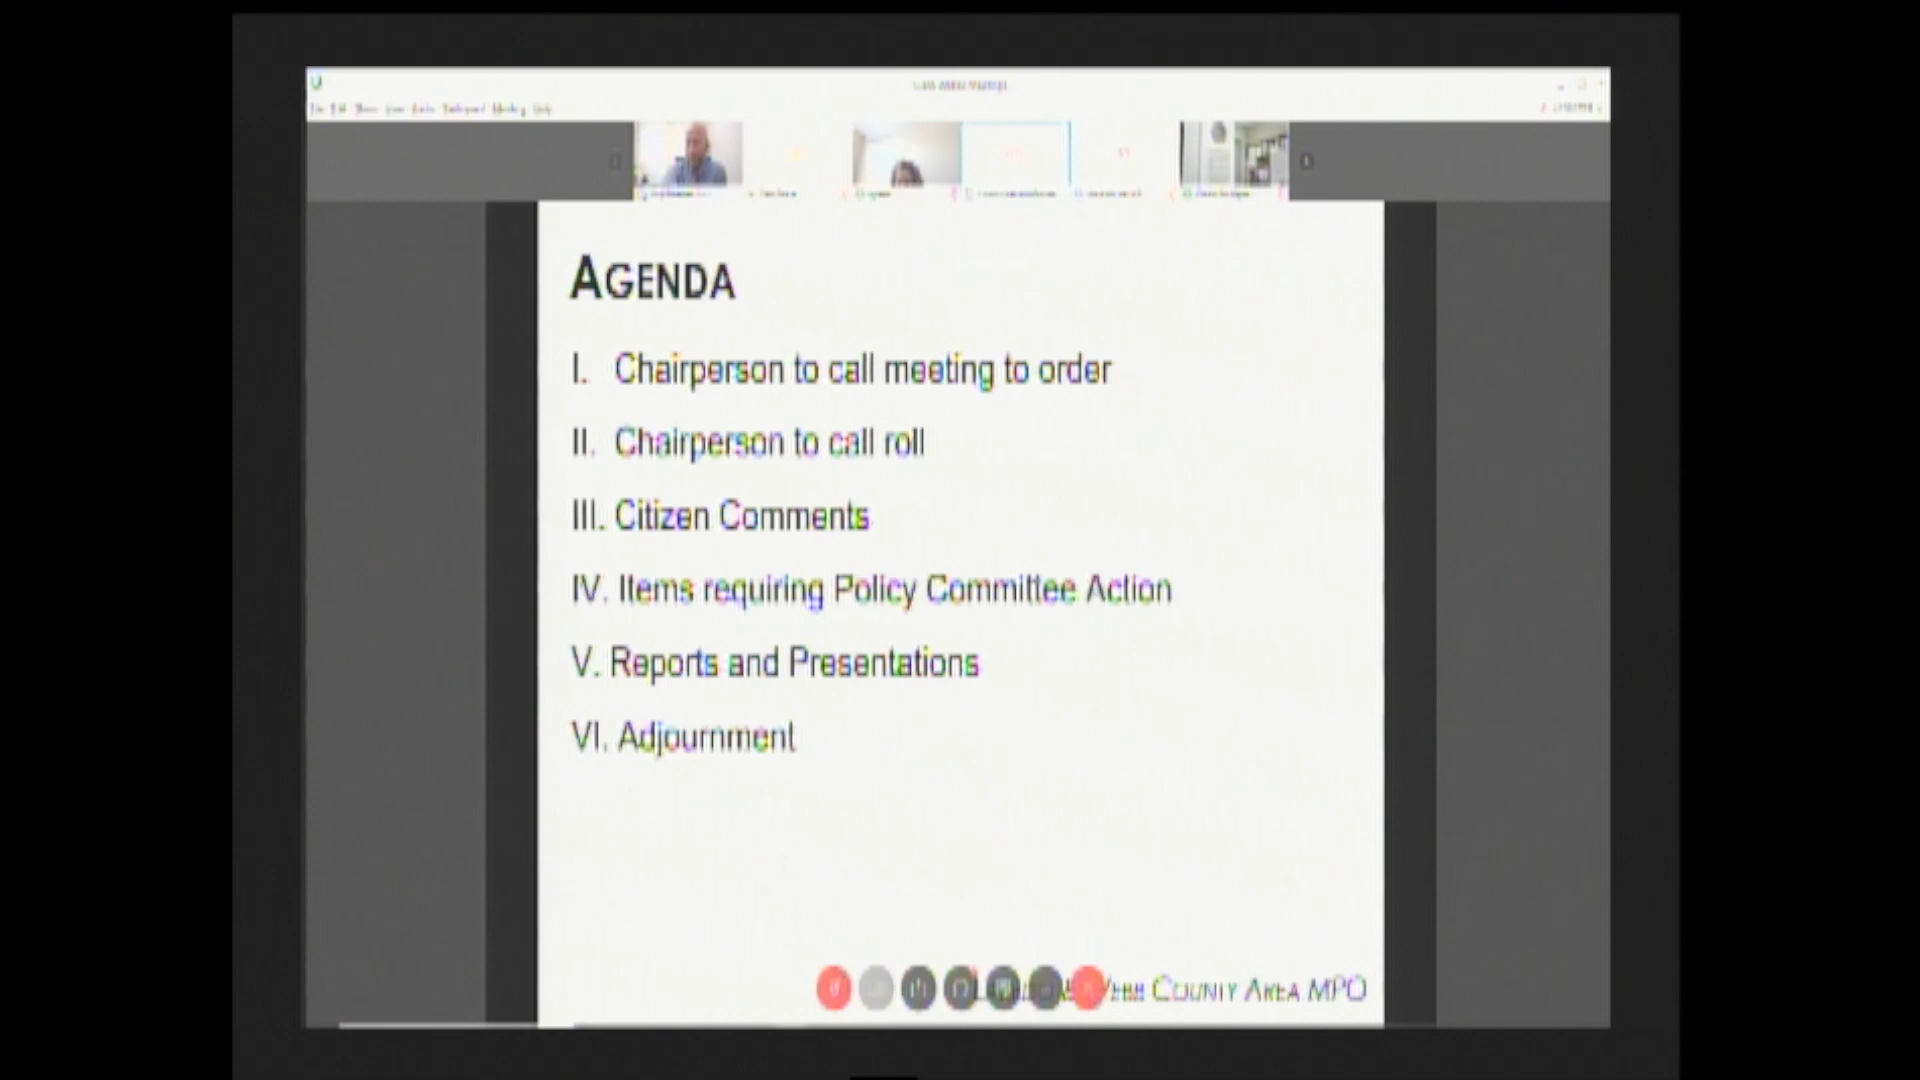 AGENDA
I. Chairperson to call meeting to order
II. Chairperson to call roll
III. Citizen Comments
IV. Items requiring Policy Committee Action
V. Reports and Presentations
VI. Adjournment
COUNTY AREA MPO